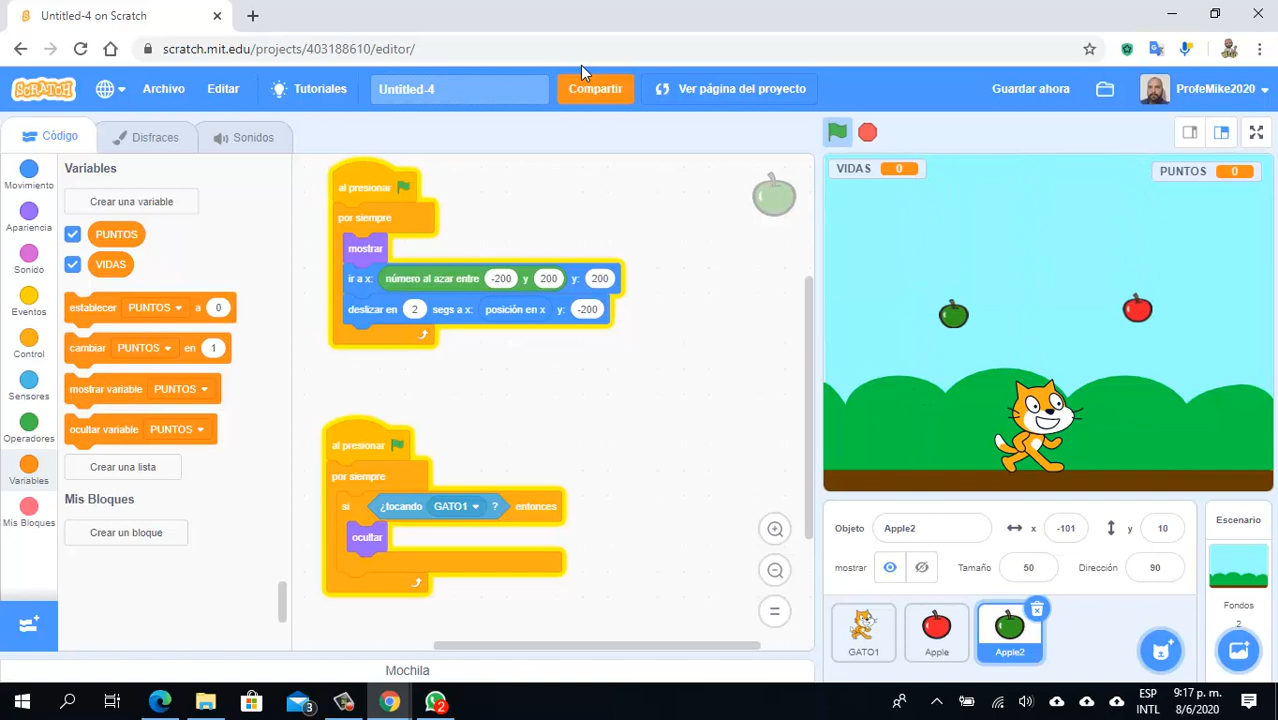 Untitled-4 on Scratch
scratch.mit.edu/projects/403188610/editor/
SCRATCH
Archivo
Editar
Tutoriales
Untitled-4
Compartir
Ver página del proyecto
Guardar ahora
ProfeMike2020
Código
Disfraces
Sonidos
Movimiento
Apariencia
Sonido
Eventos
Control
Sensores
Operadores
Variables
Mis Bloques
Variables
Crear una variable
PUNTOS
VIDAS
establecer PUNTOS a 0
cambiar PUNTOS en 1
mostrar variable PUNTOS
ocultar variable PUNTOS
Crear una lista
Mis Bloques
Crear un bloque
al presionar
por siempre
mostrar
ir a x: número al azar entre -200 y 200 y: 200
deslizar en 2 segs a x: posición en x y: -200
al presionar
por siempre
si ¿tocando GATO1 ? entonces
ocultar
VIDAS 0
PUNTOS 0
Objeto Apple2 x -101 y 10
mostrar Tamaño 50 Dirección 90
GATO1
Apple
Apple2
Escenario
Fondos
2
Mochila
3
2
ESP
INTL
9:17 p. m.
8/6/2020